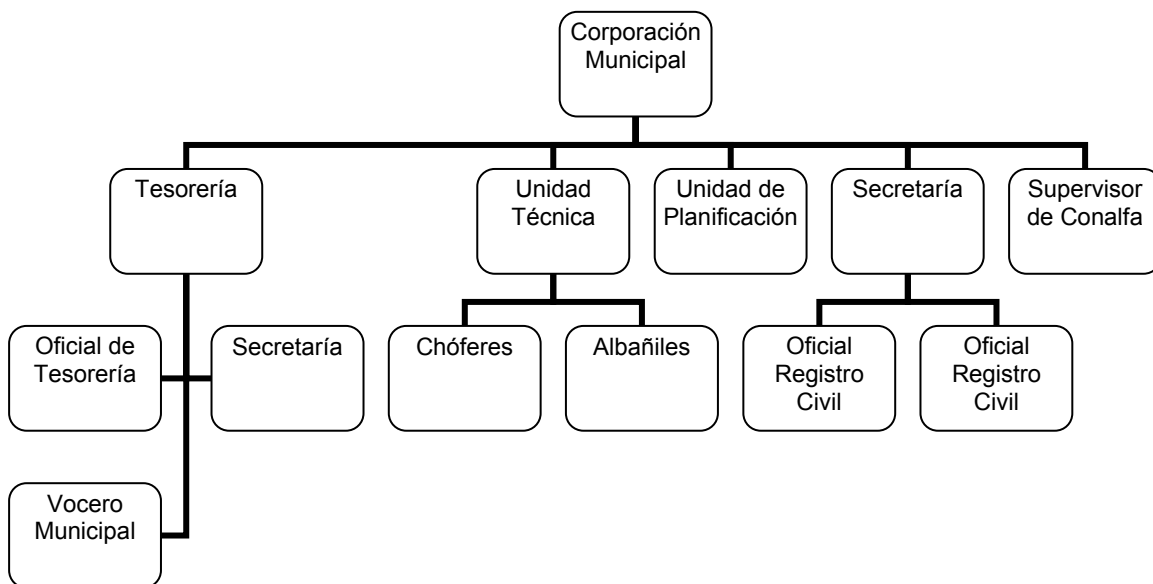 Corporación
Municipal
Tesorería
Unidad
Técnica
Unidad de
Planificación
Secretaría
Supervisor
de Conalfa
Oficial de
Tesorería
Secretaría
Chóferes
Albañiles
Oficial
Registro
Civil
Oficial
Registro
Civil
Vocero
Municipal